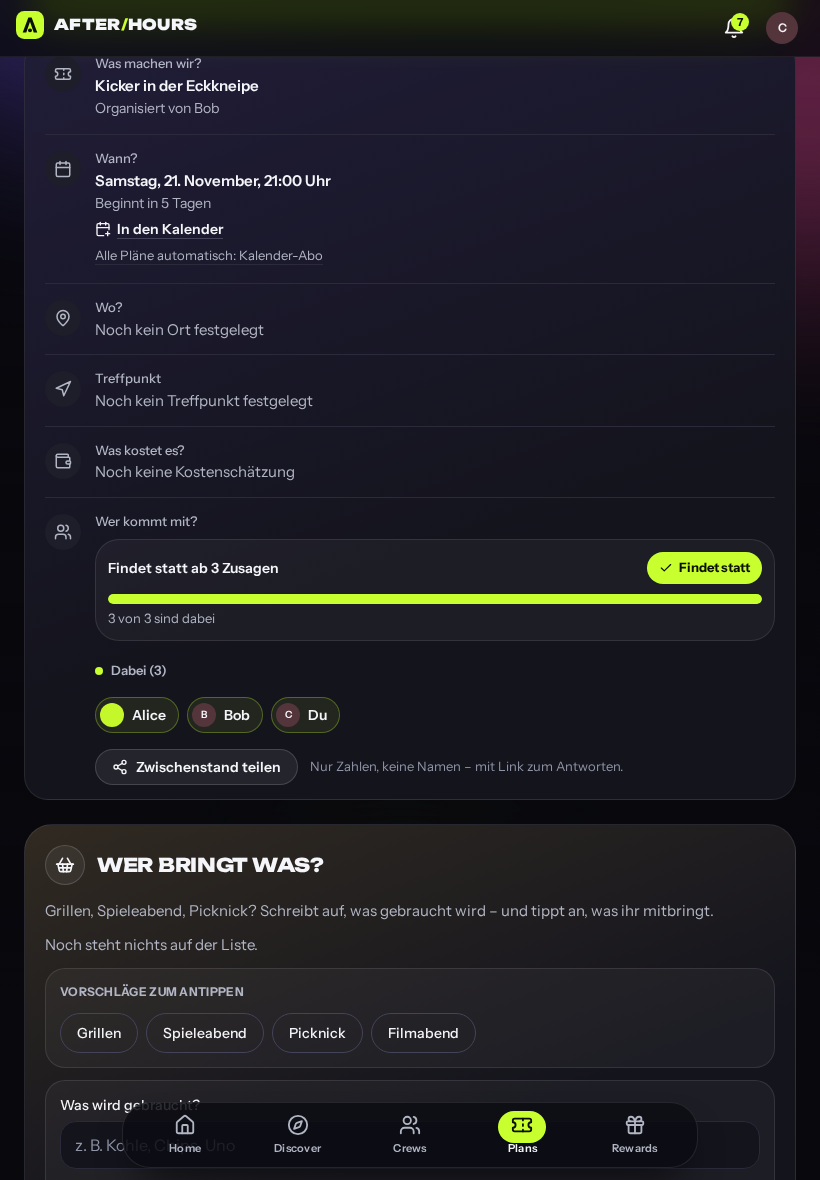 AFTER/HOURS
7
C
Was machen wir?
Kicker in der Eckkneipe
Organisiert von Bob
Wann?
Samstag, 21. November, 21:00 Uhr
Beginnt in 5 Tagen
In den Kalender
Alle Pläne automatisch: Kalender-Abo
Wo?
Noch kein Ort festgelegt
Treffpunkt
Noch kein Treffpunkt festgelegt
Was kostet es?
Noch keine Kostenschätzung
Wer kommt mit?
Findet statt ab 3 Zusagen
Findet statt
3 von 3 sind dabei
Dabei (3)
Alice
B Bob
C Du
Zwischenstand teilen
Nur Zahlen, keine Namen – mit Link zum Antworten.
WER BRINGT WAS?
Grillen, Spieleabend, Picknick? Schreibt auf, was gebraucht wird – und tippt an, was ihr mitbringt.
Noch steht nichts auf der Liste.
VORSCHLÄGE ZUM ANTIPPEN
Grillen
Spieleabend
Picknick
Filmabend
Was wird gebraucht?
z. B. Kohle, Chips, Uno
Home
Discover
Crews
Plans
Rewards